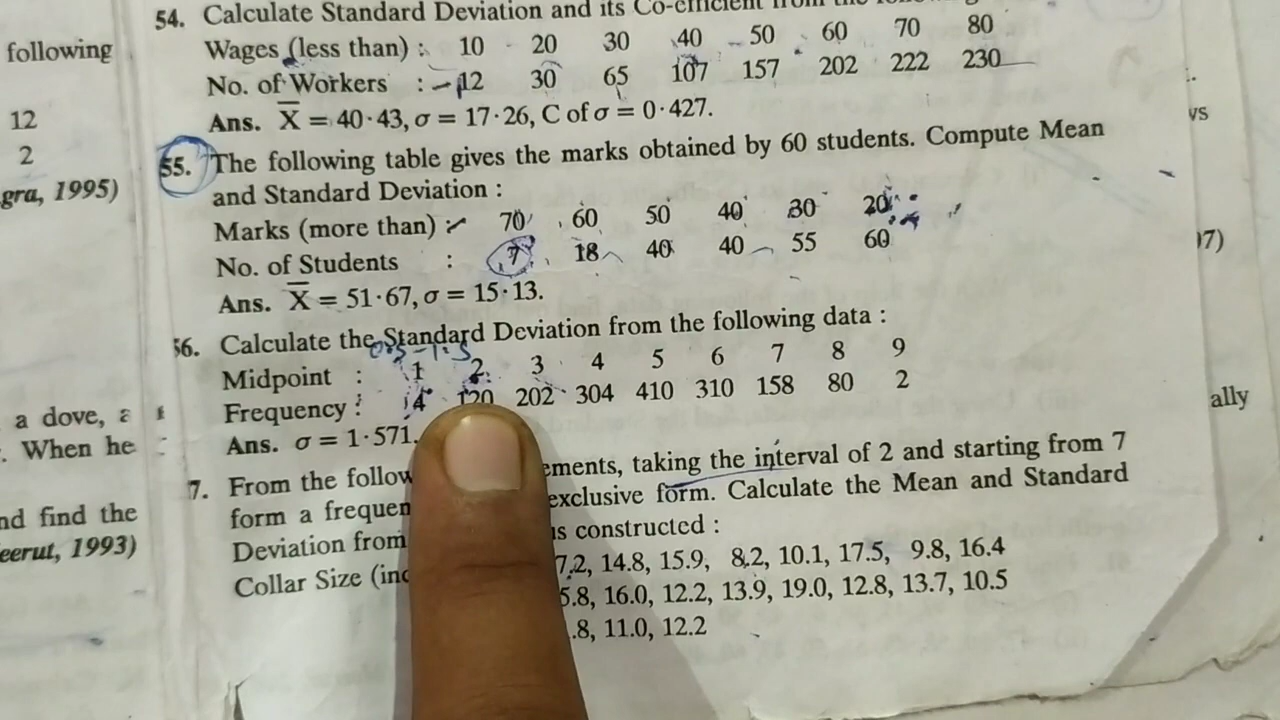 following
12
2
gra, 1995)
a dove, a
. When he
nd find the
eerut, 1993)
54. Calculate Standard Deviation and its Co-efficient from the
Wages (less than) : 10 20 30 40 50 60 70 80
No. of Workers : 12 30 65 107 157 202 222 230
Ans. X̄ = 40·43, σ = 17·26, C of σ = 0·427.
55. The following table gives the marks obtained by 60 students. Compute Mean
and Standard Deviation :
Marks (more than) : 70 60 50 40 30 20
No. of Students : 7 18 40 40 55 60
Ans. X̄ = 51·67, σ = 15·13.
56. Calculate the Standard Deviation from the following data :
0.5-1.5
Midpoint : 1 2 3 4 5 6 7 8 9
Frequency : 4 120 202 304 410 310 158 80 2
Ans. σ = 1·571.
7. From the follow ements, taking the interval of 2 and starting from 7
form a frequen exclusive form. Calculate the Mean and Standard
Deviation from us constructed :
Collar Size (inc 7.2, 14.8, 15.9, 8.2, 10.1, 17.5, 9.8, 16.4
5.8, 16.0, 12.2, 13.9, 19.0, 12.8, 13.7, 10.5
.8, 11.0, 12.2
ws
97)
ally